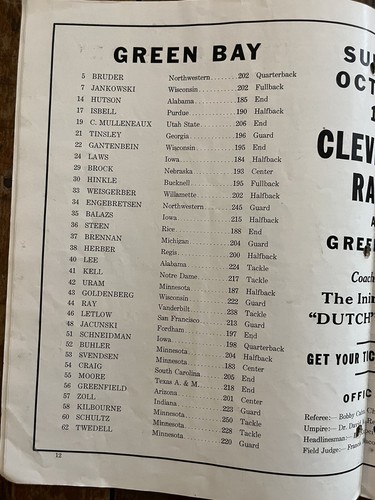 GREEN BAY
5 BRUDER Northwestern 202 Quarterback
7 JANKOWSKI Wisconsin 202 Fullback
14 HUTSON Alabama 185 End
17 ISBELL Purdue 190 Halfback
19 C. MULLENEAUX Utah State 206 End
21 TINSLEY Georgia 196 Guard
22 GANTENBEIN Wisconsin 195 End
24 LAWS Iowa 184 Halfback
29 BROCK Nebraska 193 Center
30 HINKLE Bucknell 195 Fullback
33 WEISGERBER Willamette 202 Halfback
34 ENGEBRETSEN Northwestern 245 Guard
35 BALAZS Iowa 215 Halfback
36 STEEN Rice 188 End
37 BRENNAN Michigan 204 Guard
38 HERBER Regis 200 Halfback
40 LEE Alabama 224 Tackle
41 KELL Notre Dame 217 Tackle
42 URAM Minnesota 187 Halfback
43 GOLDENBERG Wisconsin 222 Guard
44 RAY Vanderbilt 238 Tackle
46 LETLOW San Francisco 213 Guard
48 JACUNSKI Fordham 197 End
51 SCHNEIDMAN Iowa 198 Quarterback
52 BUHLER Minnesota 204 Halfback
53 SVENDSEN Minnesota 183 Center
54 CRAIG South Carolina 205 End
55 MOORE Texas A. & M. 218 End
56 GREENFIELD Arizona 201 Center
57 ZOLL Indiana 223 Guard
58 KILBOURNE Minnesota 250 Tackle
60 SCHULTZ Minnesota 228 Tackle
62 TWEDELL Minnesota 220 Guard
12
SU
OCT
1
CLEV
RA
A
GREE
Coach
The Ini
"DUTCH"
GET YOUR TIC
OFFIC
Referee:— Bobby
Umpire:— Dr.
Headlinesman:—
Field Judge:—